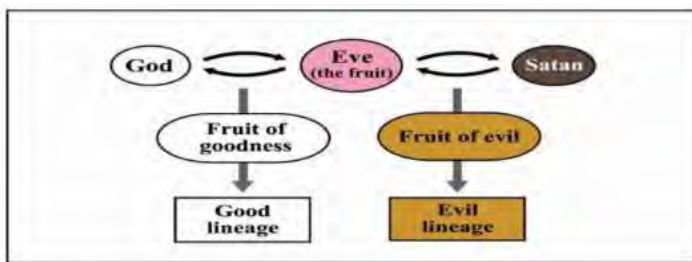 God
Eve
(the fruit)
Satan
Fruit of
goodness
Fruit of evil
Good
lineage
Evil
lineage